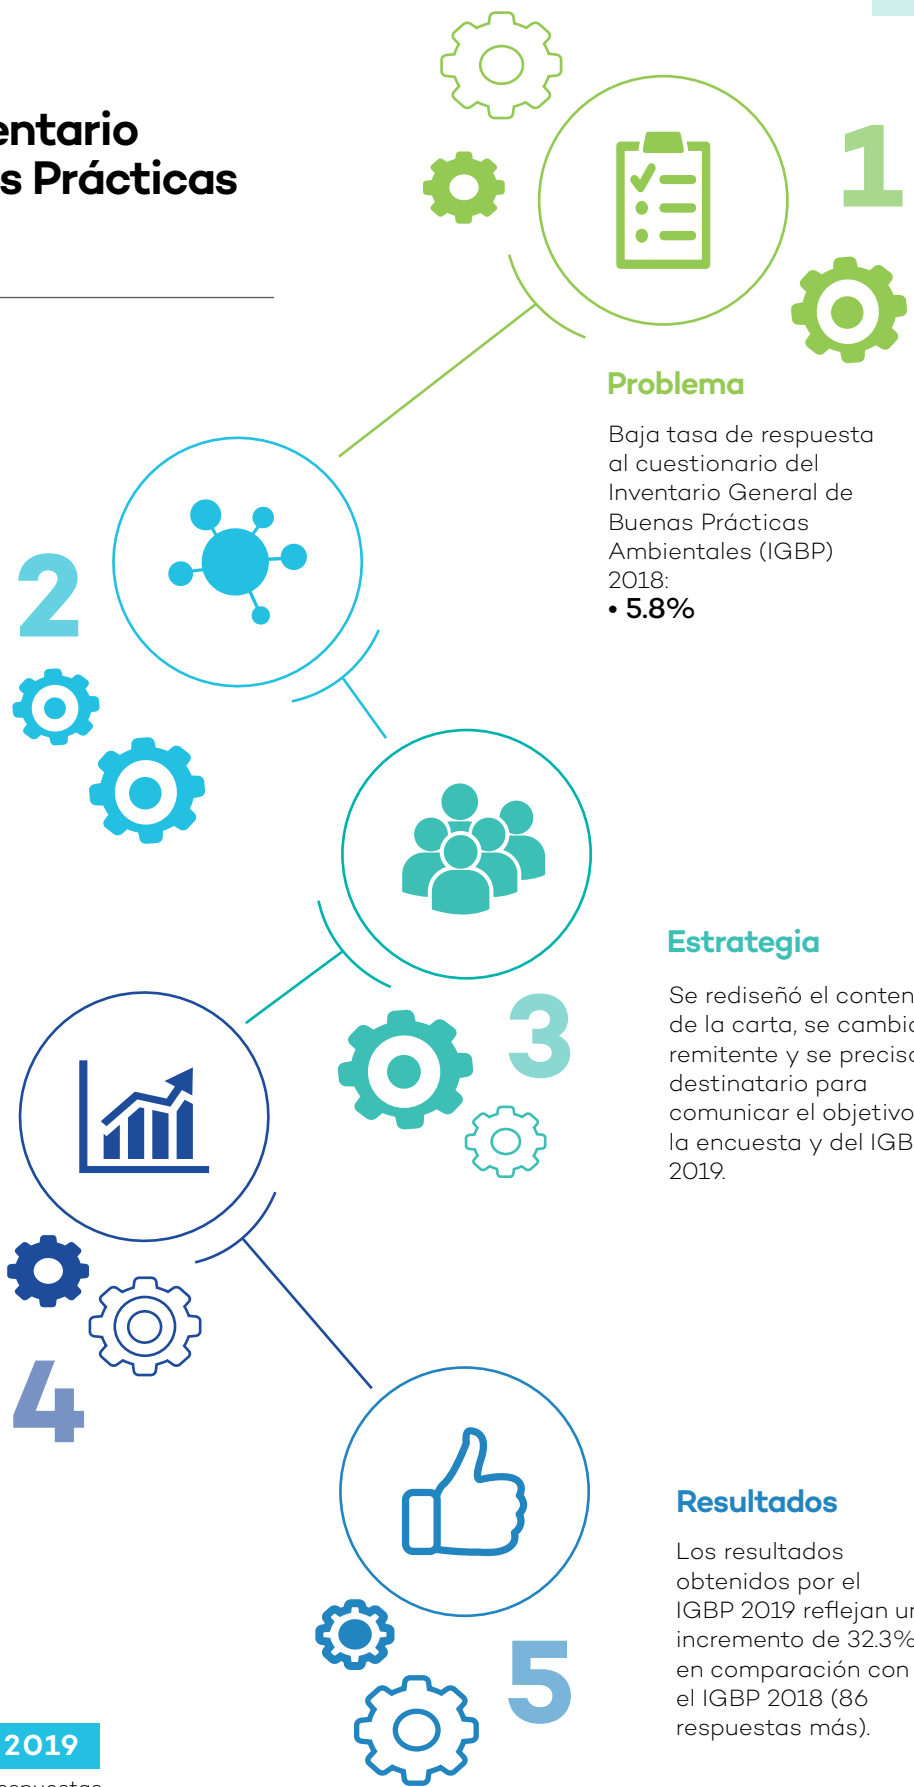 entario
s Prácticas
1
Problema
Baja tasa de respuesta
al cuestionario del
Inventario General de
Buenas Prácticas
Ambientales (IGBP)
2018:
• 5.8%
2
Estrategia
Se rediseñó el conten
de la carta, se cambi
remitente y se precis
destinatario para
comunicar el objetivo
la encuesta y del IGB
2019.
3
4
Resultados
Los resultados
obtenidos por el
IGBP 2019 reflejan un
incremento de 32.3%
en comparación con
el IGBP 2018 (86
respuestas más).
5
2019
espuestas